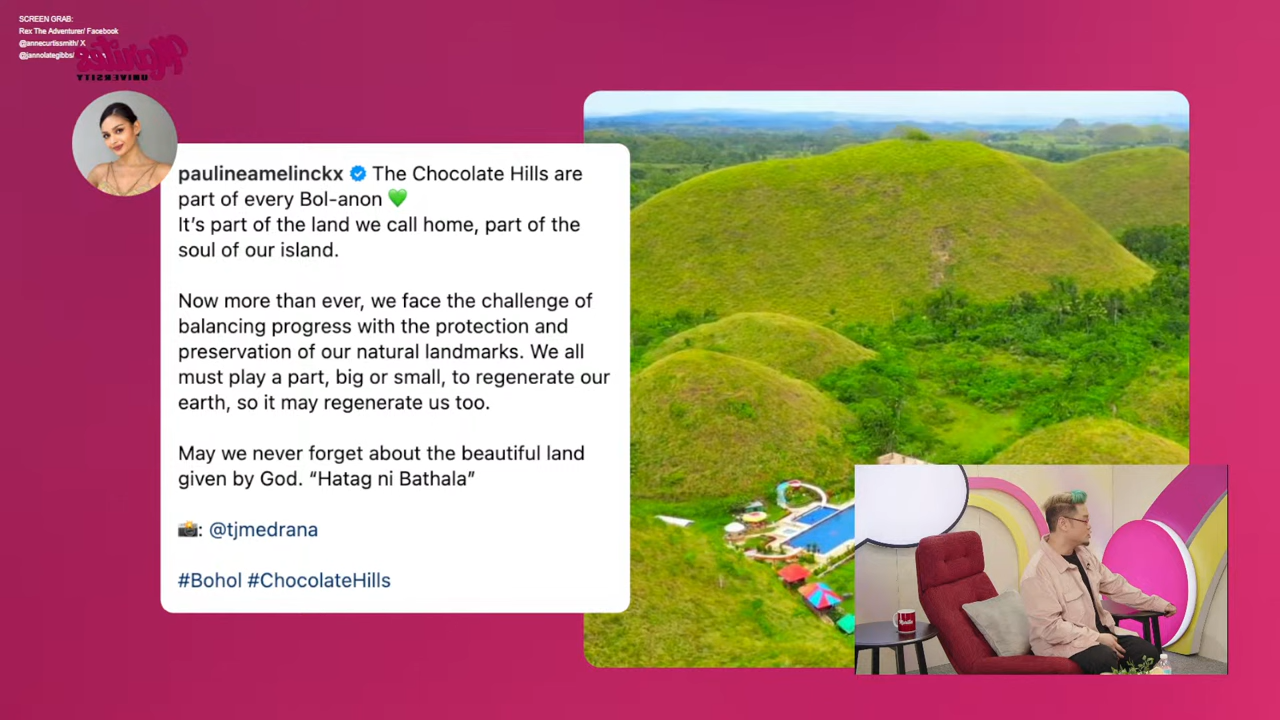 SCREEN GRAB:
Rex The Adventurer/ Facebook
@annecurtissmith/ X
@jannolategibbs/
UNIVERSITY
paulineamelinckx The Chocolate Hills are
part of every Bol-anon 💚
It’s part of the land we call home, part of the
soul of our island.
Now more than ever, we face the challenge of
balancing progress with the protection and
preservation of our natural landmarks. We all
must play a part, big or small, to regenerate our
earth, so it may regenerate us too.
May we never forget about the beautiful land
given by God. “Hatag ni Bathala”
📸: @tjmedrana
#Bohol #ChocolateHills